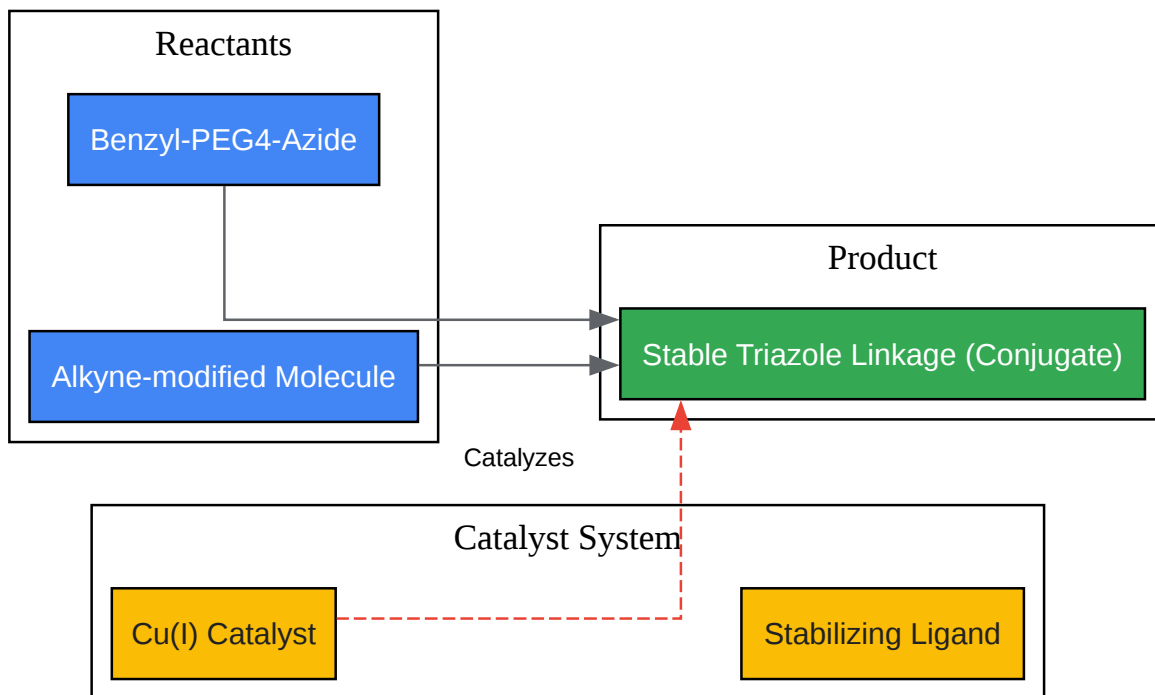 Reactants
Benzyl-PEG4-Azide
Alkyne-modified Molecule
Product
Stable Triazole Linkage (Conjugate)
Catalyzes
Catalyst System
Cu(I) Catalyst
Stabilizing Ligand